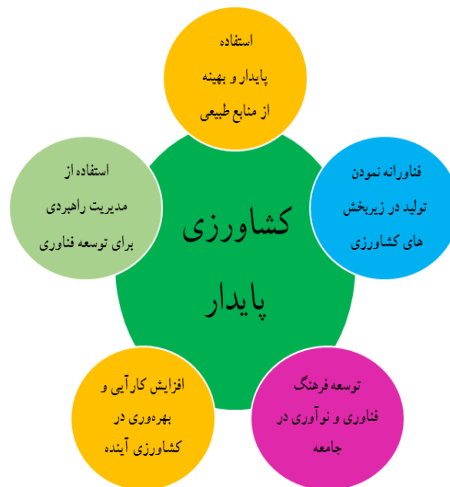 استفاده
پایدار و بهینه
از منابع طبیعی
فناورانه نمودن
تولید در زیربخش
های کشاورزی
استفاده از
مدیریت راهبردی
برای توسعه فناوری
کشاورزی
پایدار
توسعه فرهنگ
فناوری و نوآوری در
جامعه
افزایش کارآیی و
بهره‌وری در
کشاورزی آینده